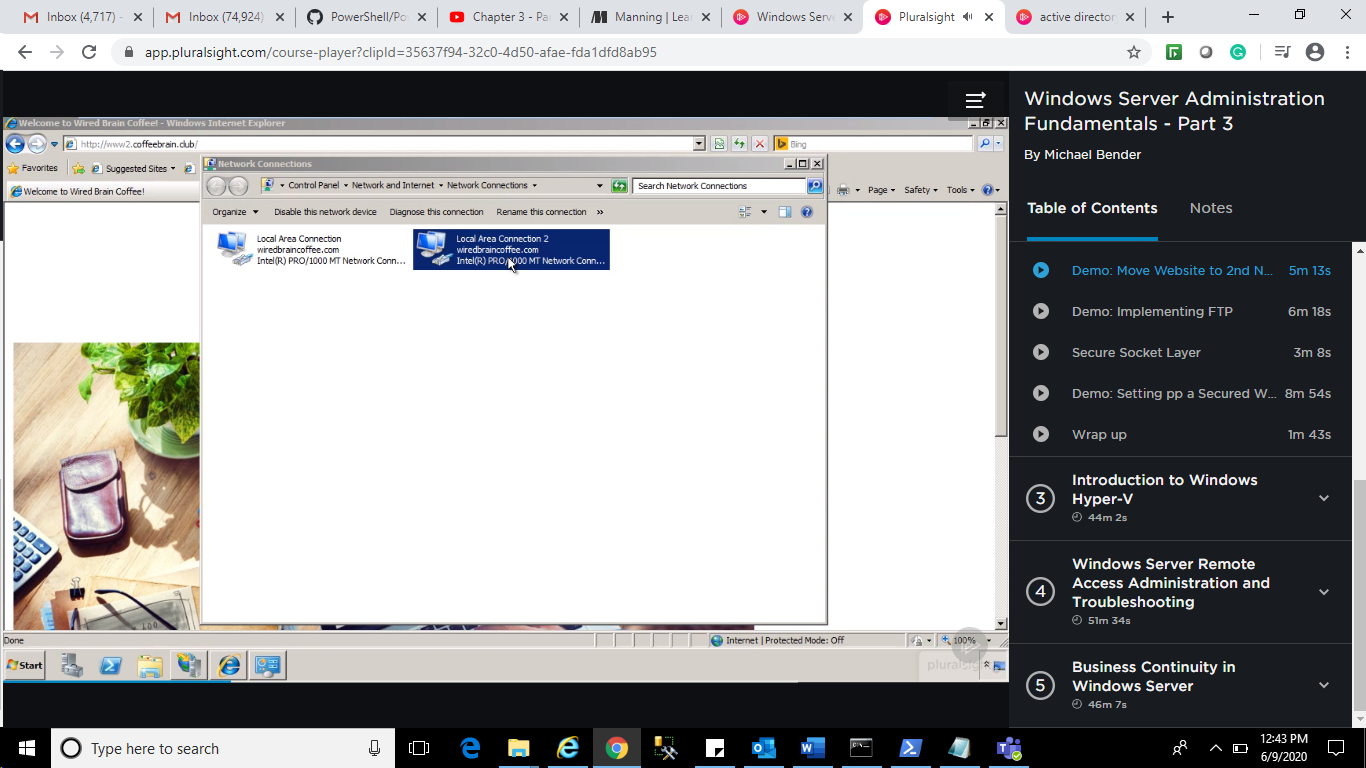 Inbox (4,717) -
Inbox (74,924)
PowerShell/Po
Chapter 3 - Pa
Manning | Lea
Windows Serve
Pluralsight
active director
app.pluralsight.com/course-player?clipId=35637f94-32c0-4d50-afae-fda1dfd8ab95
Welcome to Wired Brain Coffee! - Windows Internet Explorer
http://www2.coffeebrain.club/
Bing
Favorites
Suggested Sites
Welcome to Wired Brain Coffee!
Page
Safety
Tools
Network Connections
Control Panel
Network and Internet
Network Connections
Search Network Connections
Organize
Disable this network device
Diagnose this connection
Rename this connection
»
Local Area Connection
wiredbraincoffee.com
Intel(R) PRO/1000 MT Network Conn...
Local Area Connection 2
wiredbraincoffee.com
Intel(R) PRO/1000 MT Network Conn...
Done
Internet | Protected Mode: Off
100%
Start
pluralsig
Windows Server Administration
Fundamentals - Part 3
By Michael Bender
Table of Contents
Notes
Demo: Move Website to 2nd N... 5m 13s
Demo: Implementing FTP 6m 18s
Secure Socket Layer 3m 8s
Demo: Setting pp a Secured W... 8m 54s
Wrap up 1m 43s
3
Introduction to Windows
Hyper-V
44m 2s
4
Windows Server Remote
Access Administration and
Troubleshooting
51m 34s
5
Business Continuity in
Windows Server
46m 7s
Type here to search
12:43 PM
6/9/2020